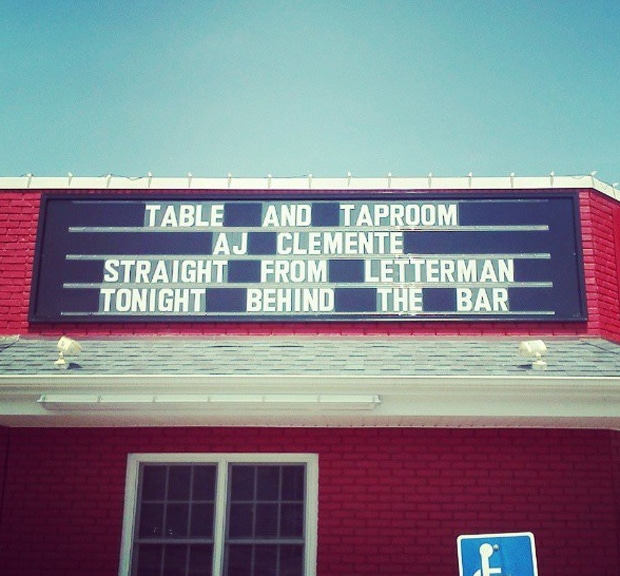 TABLE AND TAPROOM
AJ CLEMENTE
STRAIGHT FROM LETTERMAN
TONIGHT BEHIND THE BAR